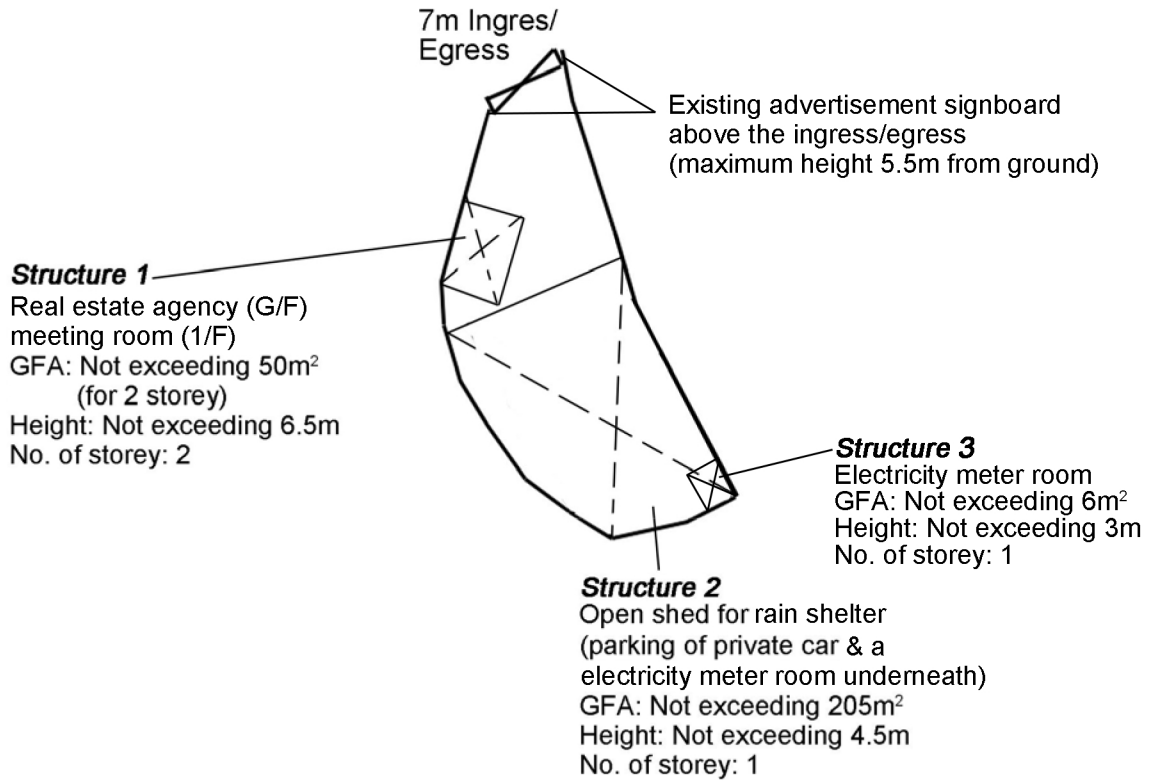 7m Ingres/
Egress
Existing advertisement signboard
above the ingress/egress
(maximum height 5.5m from ground)
Structure 1
Real estate agency (G/F)
meeting room (1/F)
GFA: Not exceeding 50m²
(for 2 storey)
Height: Not exceeding 6.5m
No. of storey: 2
Structure 3
Electricity meter room
GFA: Not exceeding 6m²
Height: Not exceeding 3m
No. of storey: 1
Structure 2
Open shed for rain shelter
(parking of private car & a
electricity meter room underneath)
GFA: Not exceeding 205m²
Height: Not exceeding 4.5m
No. of storey: 1